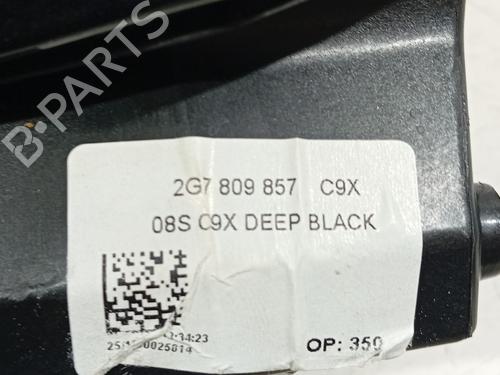 B-PARTS
2G7 809 857 C9X
08S C9X DEEP BLACK
OP: 350